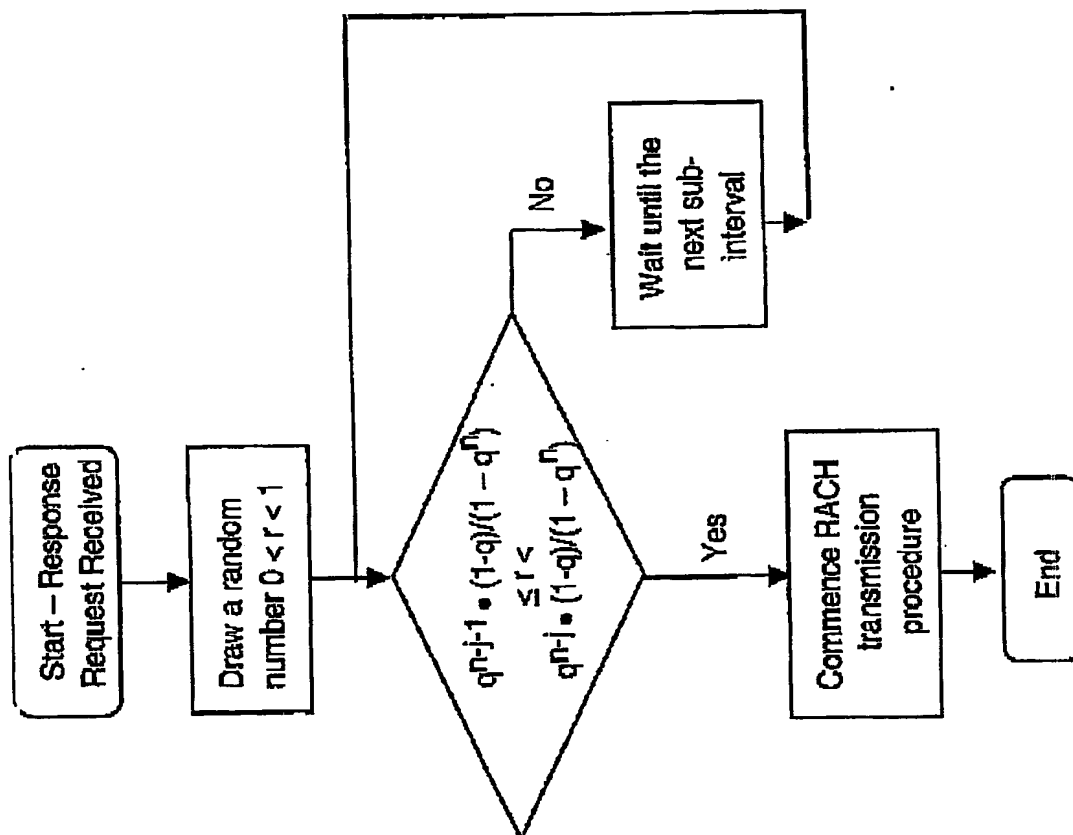 Start – Response
Request Received
Draw a random
number 0 < r < 1
q^n-j-1 • (1-q)/(1 – q^n)
≤ r <
q^n-j • (1-q)/(1 – q^n)
No
Wait until the
next sub-
interval
Yes
Commence RACH
transmission
procedure
End